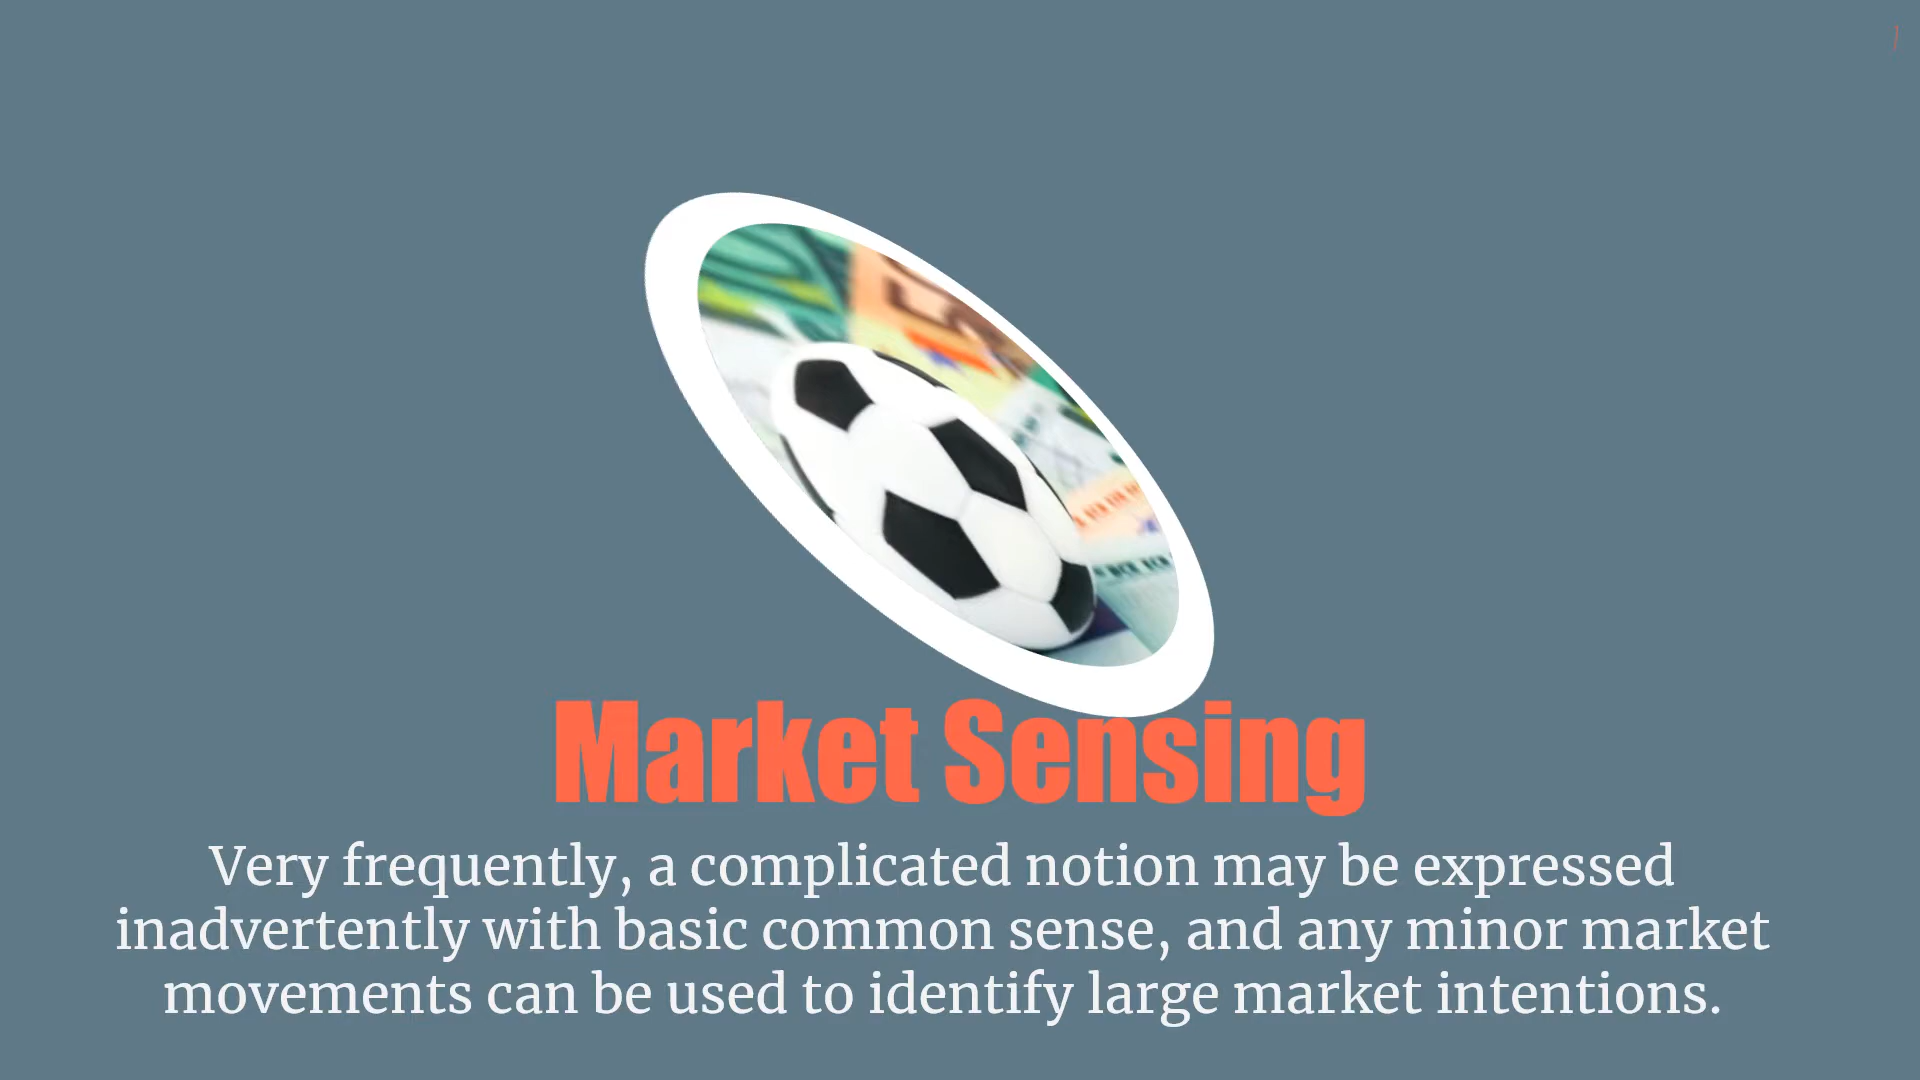 Market Sensing
Very frequently, a complicated notion may be expressed
inadvertently with basic common sense, and any minor market
movements can be used to identify large market intentions.